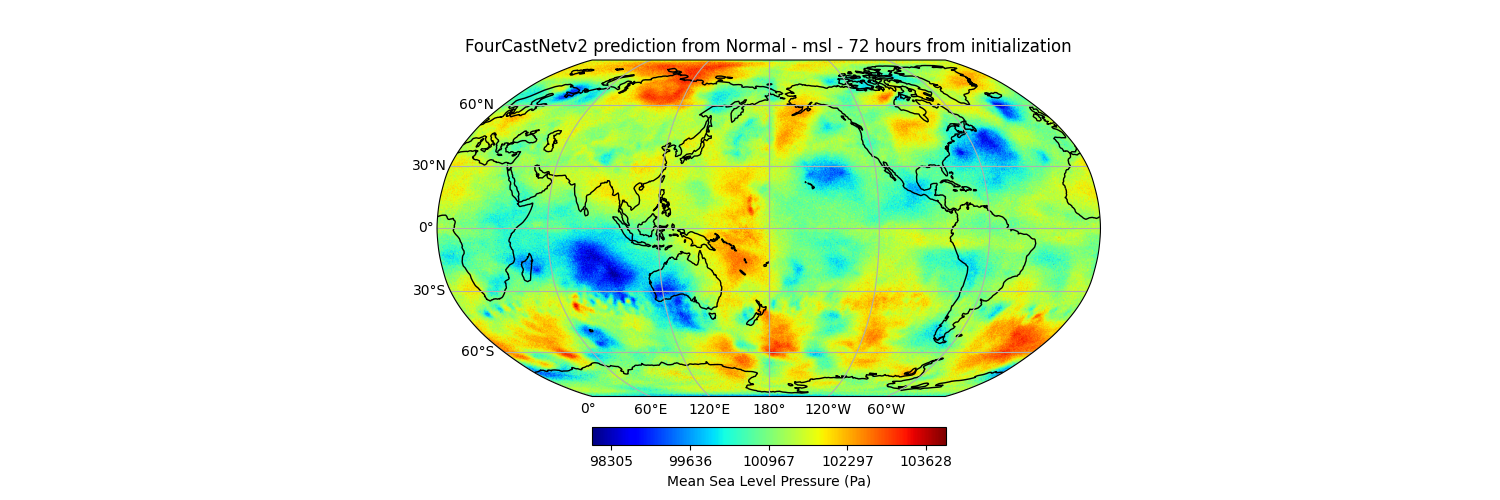 FourCastNetv2 prediction from Normal - msl - 72 hours from initialization
60°N
30°N
0°
30°S
60°S
0° 60°E 120°E 180° 120°W 60°W
98305 99636 100967 102297 103628
Mean Sea Level Pressure (Pa)